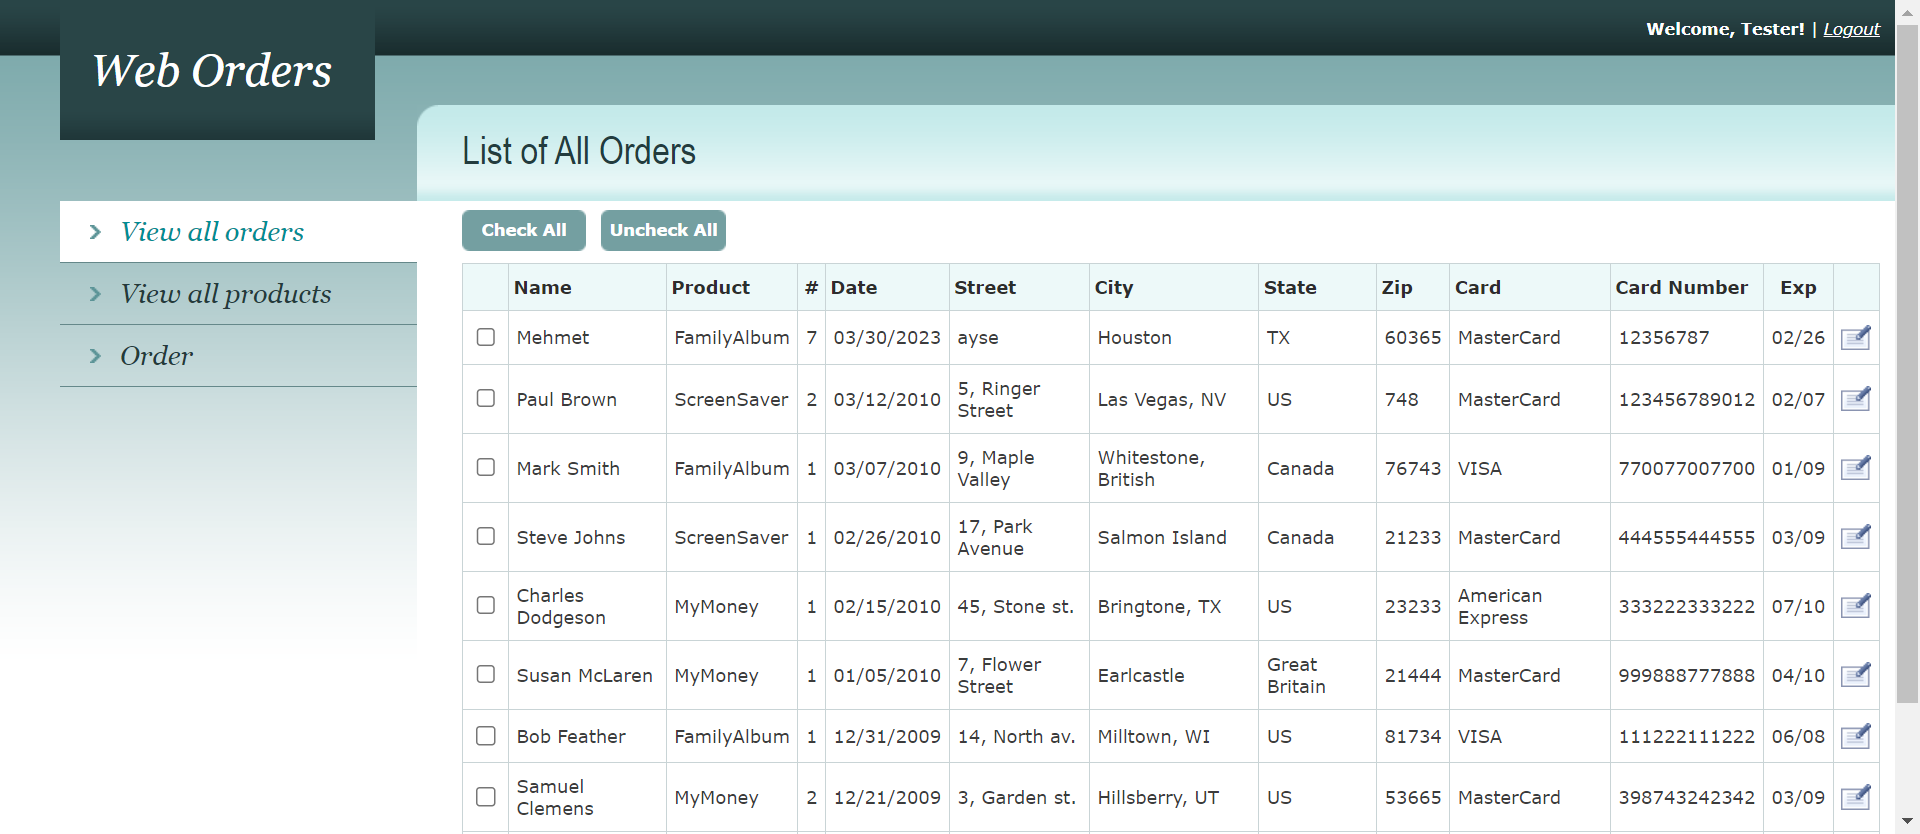 Welcome, Tester! | Logout
Web Orders
List of All Orders
View all orders
View all products
Order
Check All Uncheck All
Name Product # Date Street City State Zip Card Card Number Exp
Mehmet FamilyAlbum 7 03/30/2023 ayse Houston TX 60365 MasterCard 12356787 02/26
Paul Brown ScreenSaver 2 03/12/2010 5, Ringer Street Las Vegas, NV US 748 MasterCard 123456789012 02/07
Mark Smith FamilyAlbum 1 03/07/2010 9, Maple Valley Whitestone, British Canada 76743 VISA 770077007700 01/09
Steve Johns ScreenSaver 1 02/26/2010 17, Park Avenue Salmon Island Canada 21233 MasterCard 444555444555 03/09
Charles Dodgeson MyMoney 1 02/15/2010 45, Stone st. Bringtone, TX US 23233 American Express 333222333222 07/10
Susan McLaren MyMoney 1 01/05/2010 7, Flower Street Earlcastle Great Britain 21444 MasterCard 999888777888 04/10
Bob Feather FamilyAlbum 1 12/31/2009 14, North av. Milltown, WI US 81734 VISA 111222111222 06/08
Samuel Clemens MyMoney 2 12/21/2009 3, Garden st. Hillsberry, UT US 53665 MasterCard 398743242342 03/09